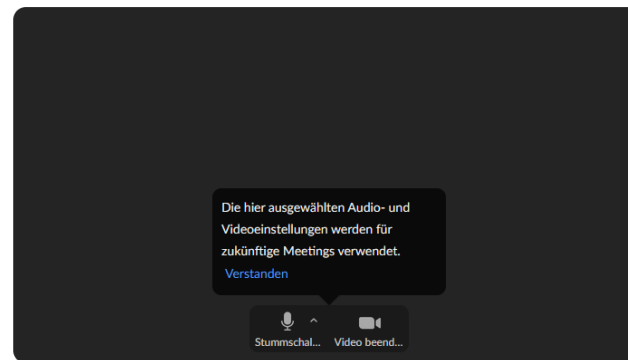 Die hier ausgewählten Audio- und
Videoeinstellungen werden für
zukünftige Meetings verwendet.
Verstanden
Stummschal... Video beend...